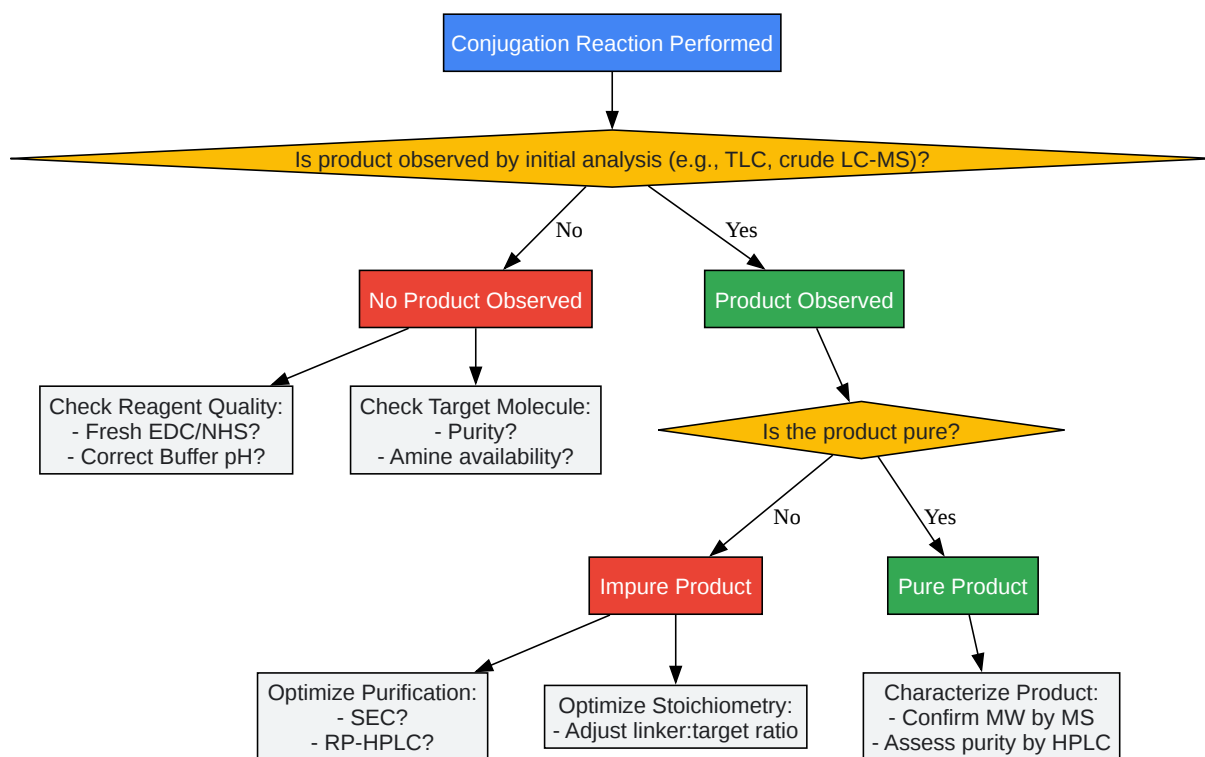 Conjugation Reaction Performed
Is product observed by initial analysis (e.g., TLC, crude LC-MS)?
No
Yes
No Product Observed
Product Observed
Check Reagent Quality:
- Fresh EDC/NHS?
- Correct Buffer pH?
Check Target Molecule:
- Purity?
- Amine availability?
Is the product pure?
No
Yes
Impure Product
Pure Product
Optimize Purification:
- SEC?
- RP-HPLC?
Optimize Stoichiometry:
- Adjust linker:target ratio
Characterize Product:
- Confirm MW by MS
- Assess purity by HPLC